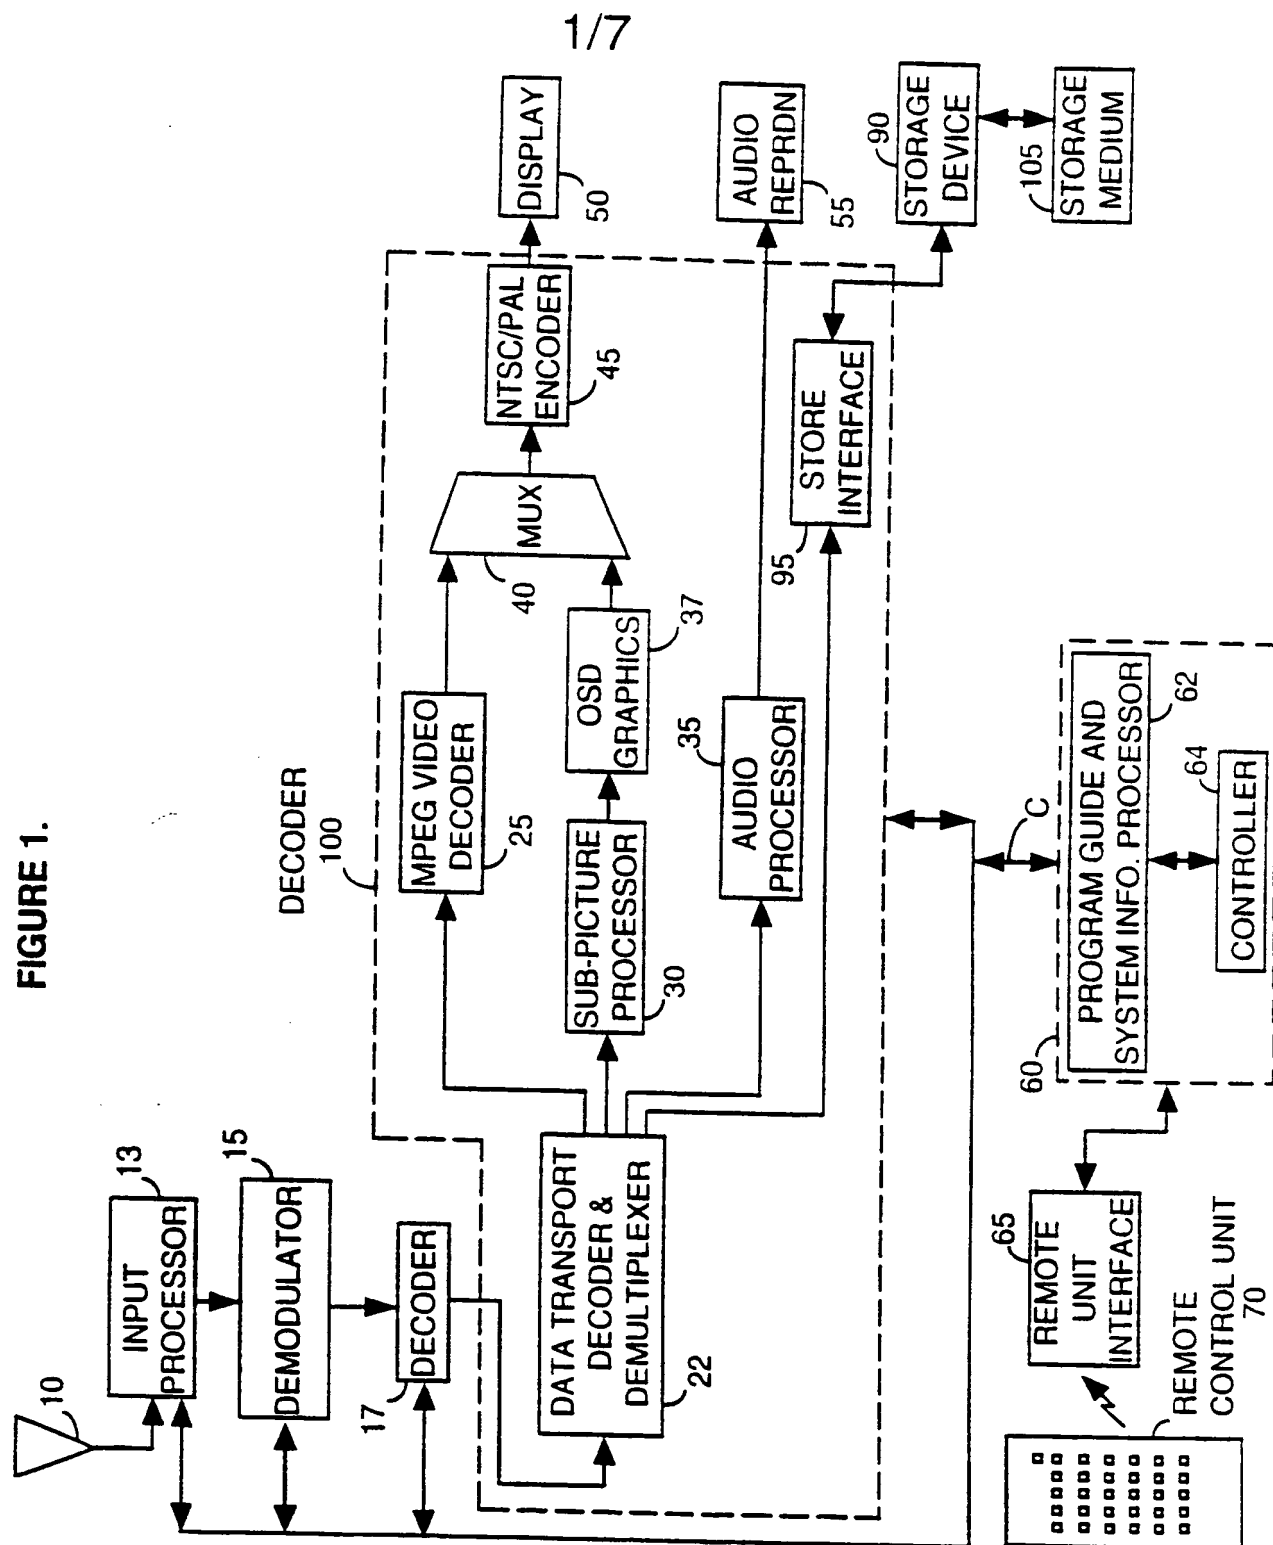 1/7
FIGURE 1.
10
INPUT
PROCESSOR
13
DEMODULATOR
15
DECODER
17
DECODER
100
DATA TRANSPORT
DECODER &
DEMULTIPLEXER
22
MPEG VIDEO
DECODER
25
SUB-PICTURE
PROCESSOR
30
OSD
GRAPHICS
37
AUDIO
PROCESSOR
35
MUX
40
NTSC/PAL
ENCODER
45
DISPLAY
50
AUDIO
REPRDN
55
STORE
INTERFACE
95
STORAGE
DEVICE
90
STORAGE
MEDIUM
105
C
60
PROGRAM GUIDE AND
SYSTEM INFO. PROCESSOR
62
CONTROLLER
64
REMOTE
UNIT
INTERFACE
65
REMOTE
CONTROL UNIT
70